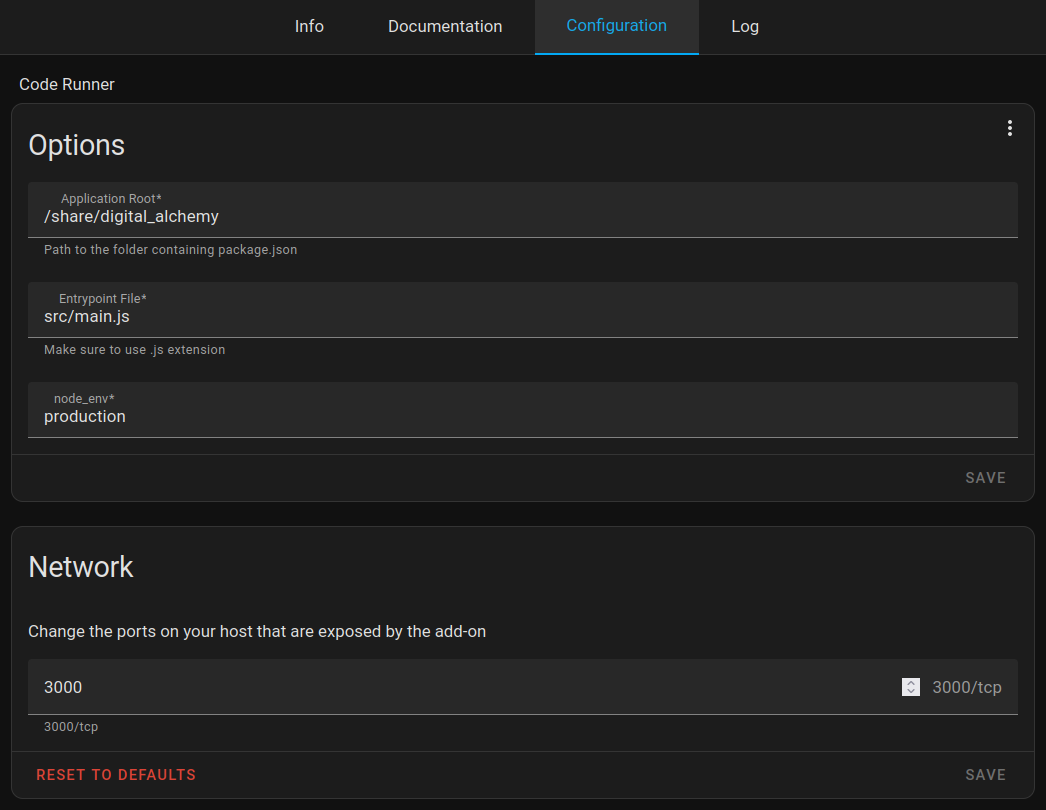 Info Documentation Configuration Log
Code Runner
Options
Application Root*
/share/digital_alchemy
Path to the folder containing package.json
Entrypoint File*
src/main.js
Make sure to use .js extension
node_env*
production
SAVE
Network
Change the ports on your host that are exposed by the add-on
3000 3000/tcp
3000/tcp
RESET TO DEFAULTS SAVE